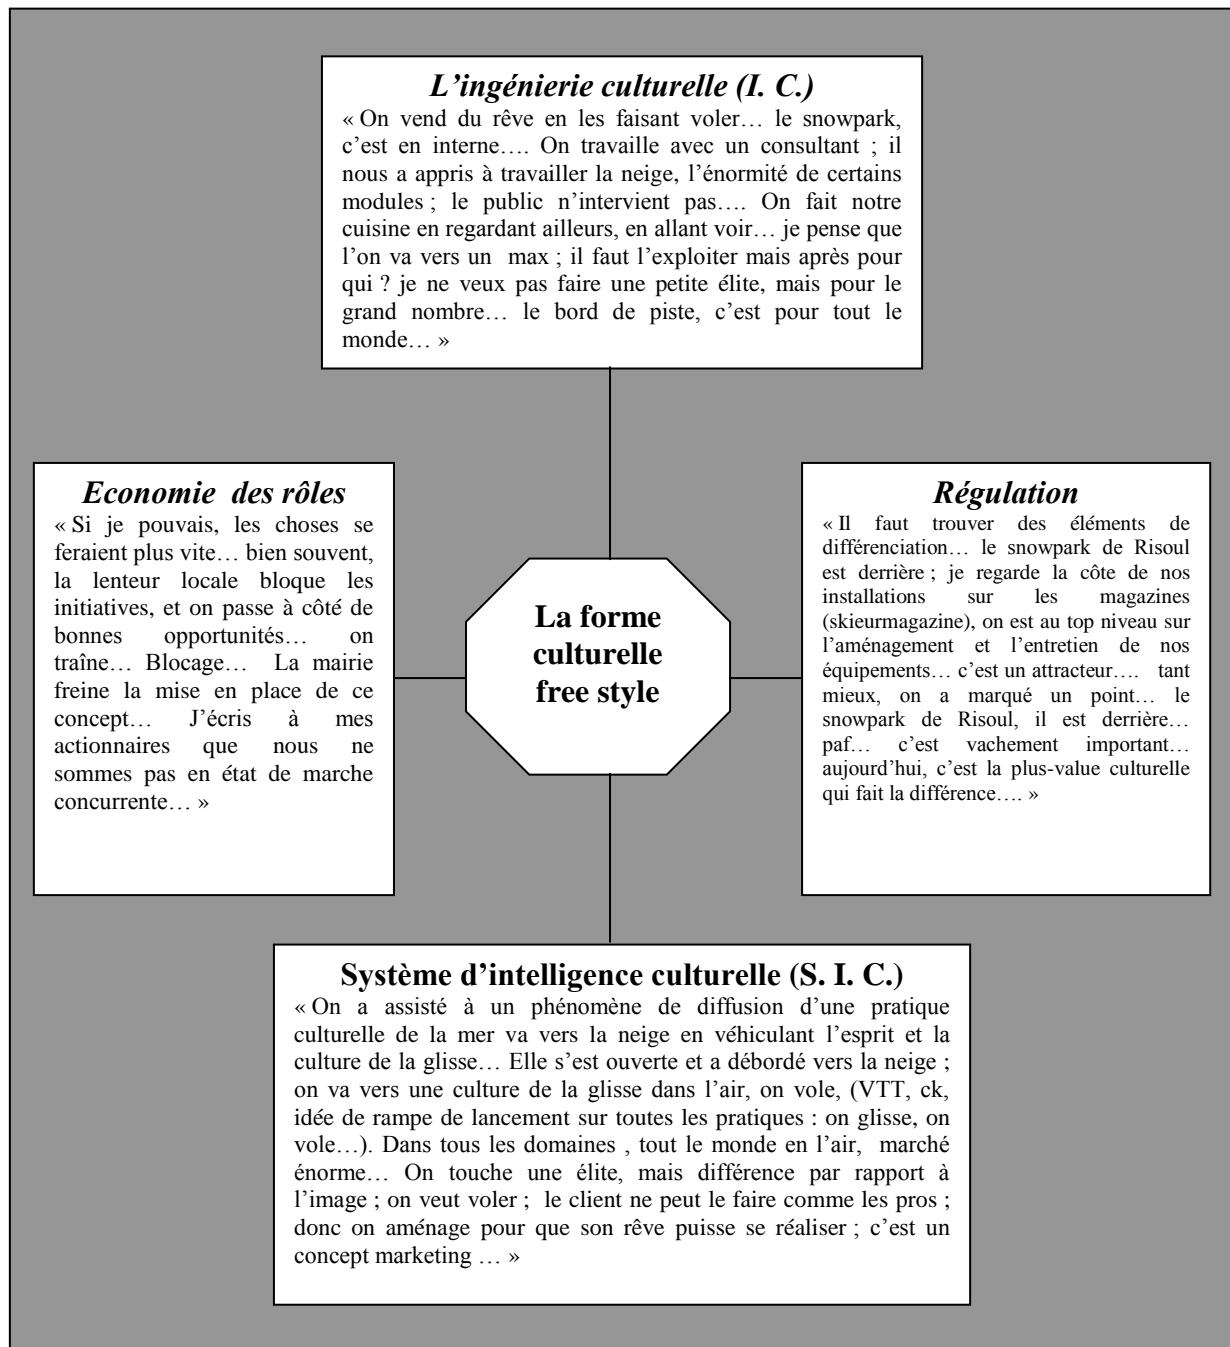 L’ingénierie culturelle (I. C.)
« On vend du rêve en les faisant voler… le snowpark,
c’est en interne…. On travaille avec un consultant ; il
nous a appris à travailler la neige, l’énormité de certains
modules ; le public n’intervient pas…. On fait notre
cuisine en regardant ailleurs, en allant voir… je pense que
l’on va vers un max ; il faut l’exploiter mais après pour
qui ? je ne veux pas faire une petite élite, mais pour le
grand nombre… le bord de piste, c’est pour tout le
monde… »
Economie des rôles
« Si je pouvais, les choses se
feraient plus vite… bien souvent,
la lenteur locale bloque les
initiatives, et on passe à côté de
bonnes opportunités… on
traîne… Blocage… La mairie
freine la mise en place de ce
concept… J’écris à mes
actionnaires que nous ne
sommes pas en état de marche
concurrente… »
La forme
culturelle
free style
Régulation
« Il faut trouver des éléments de
différenciation… le snowpark de Risoul
est derrière ; je regarde la côte de nos
installations sur les magazines
(skieurmagazine), on est au top niveau sur
l’aménagement et l’entretien de nos
équipements… c’est un attracteur…. tant
mieux, on a marqué un point… le
snowpark de Risoul, il est derrière…
paf… c’est vachement important…
aujourd’hui, c’est la plus-value culturelle
qui fait la différence…. »
Système d’intelligence culturelle (S. I. C.)
« On a assisté à un phénomène de diffusion d’une pratique
culturelle de la mer va vers la neige en véhiculant l’esprit et la
culture de la glisse… Elle s’est ouverte et a débordé vers la neige ;
on va vers une culture de la glisse dans l’air, on vole, (VTT, ck,
idée de rampe de lancement sur toutes les pratiques : on glisse, on
vole…). Dans tous les domaines , tout le monde en l’air, marché
énorme… On touche une élite, mais différence par rapport à
l’image ; on veut voler ; le client ne peut le faire comme les pros ;
donc on aménage pour que son rêve puisse se réaliser ; c’est un
concept marketing … »